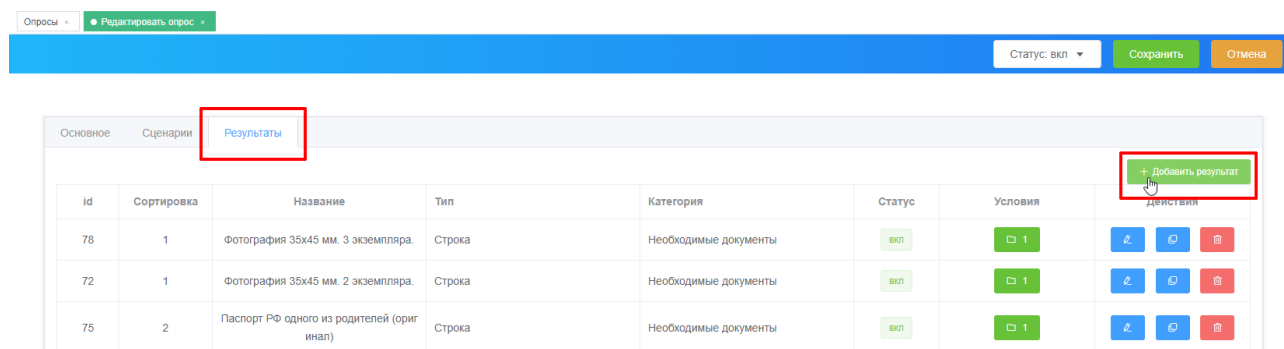 Опросы ×
Редактировать опрос ×
Статус: вкл
Сохранить
Отмена
Основное
Сценарии
Результаты
+ Добавить результат
id Сортировка Название Тип Категория Статус Условия Действия
78 1 Фотография 35х45 мм. 3 экземпляра. Строка Необходимые документы вкл 1
72 1 Фотография 35х45 мм. 2 экземпляра. Строка Необходимые документы вкл 1
75 2 Паспорт РФ одного из родителей (ориг
инал) Строка Необходимые документы вкл 1